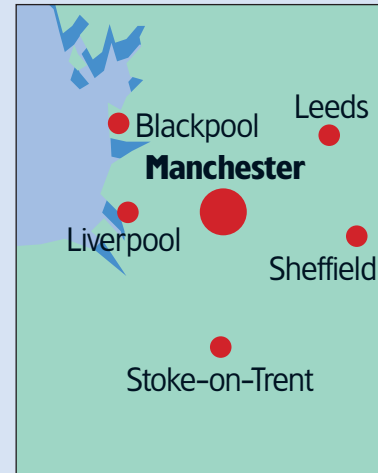 Leeds
Blackpool
Manchester
Liverpool
Sheffield
Stoke-on-Trent